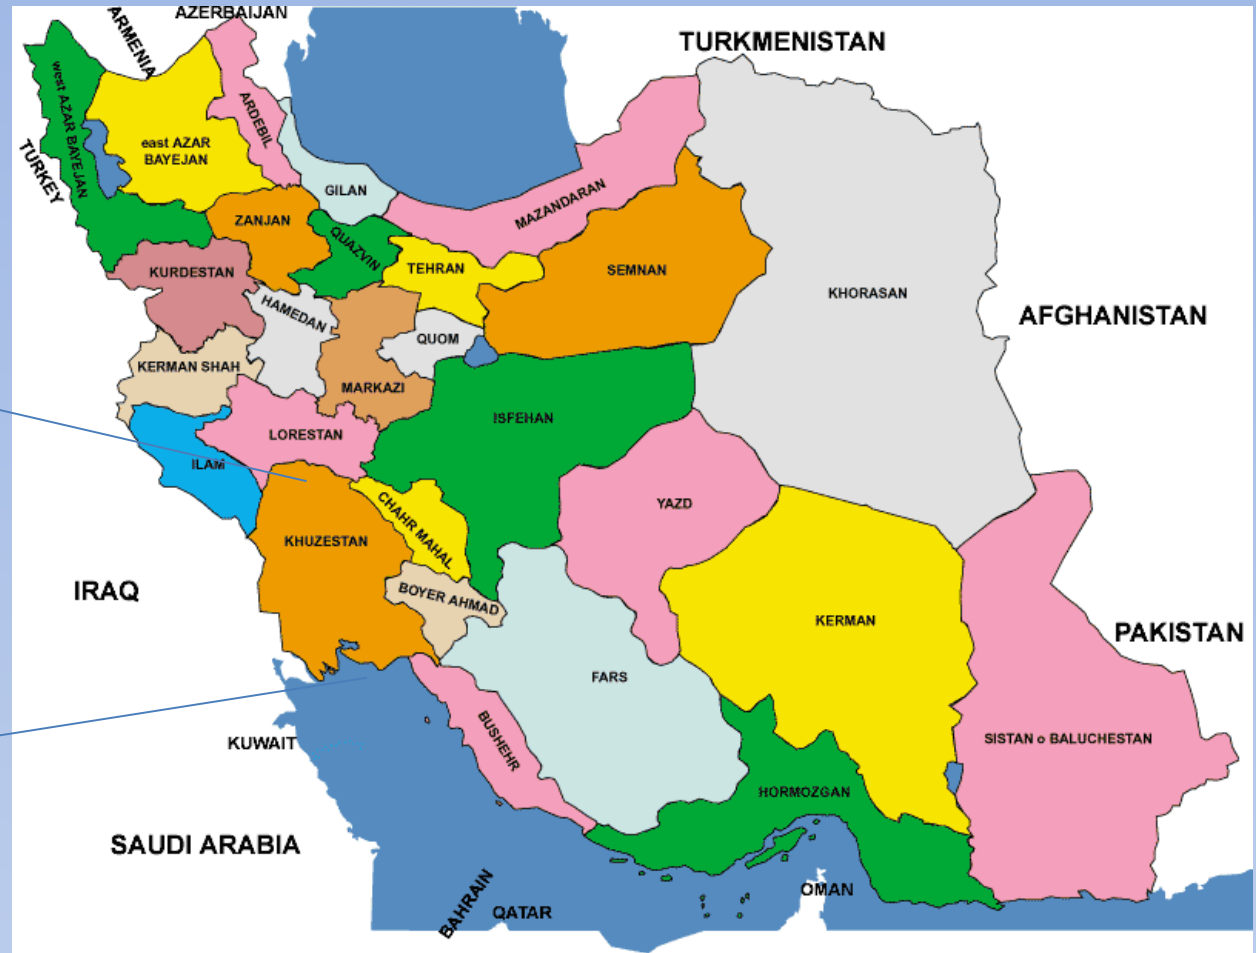 AZERBAIJAN
ARMENIA
TURKMENISTAN
west AZAR BAYEJAN
ARDEBIL
east AZAR
BAYEJAN
TURKEY
GILAN
MAZANDARAN
ZANJAN
QUAZVIN
TEHRAN
SEMNAN
KURDESTAN
KHORASAN
HAMEDAN
AFGHANISTAN
QUOM
KERMAN SHAH
MARKAZI
ISFEHAN
LORESTAN
ILAM
YAZD
CHAHR MAHAL
KHUZESTAN
IRAQ
BOYER AHMAD
KERMAN
PAKISTAN
FARS
BUSHEHR
KUWAIT
SISTAN o BALUCHESTAN
HORMOZGAN
SAUDI ARABIA
BAHRAIN
QATAR
OMAN